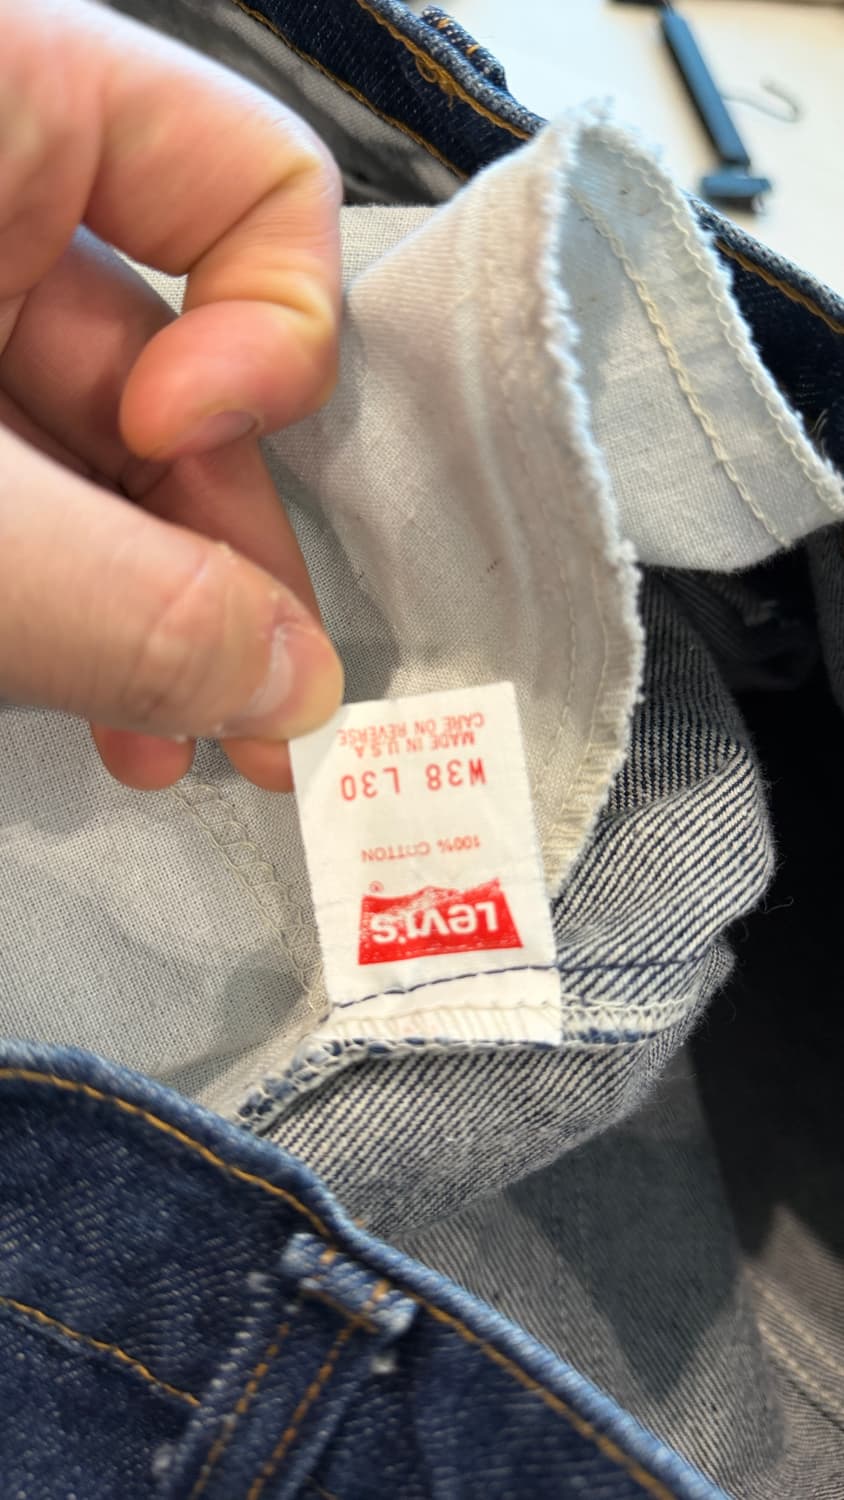 LEVI'S®
100% COTTON
W38 L30
MADE IN U.S.A
CARE ON REVERSE